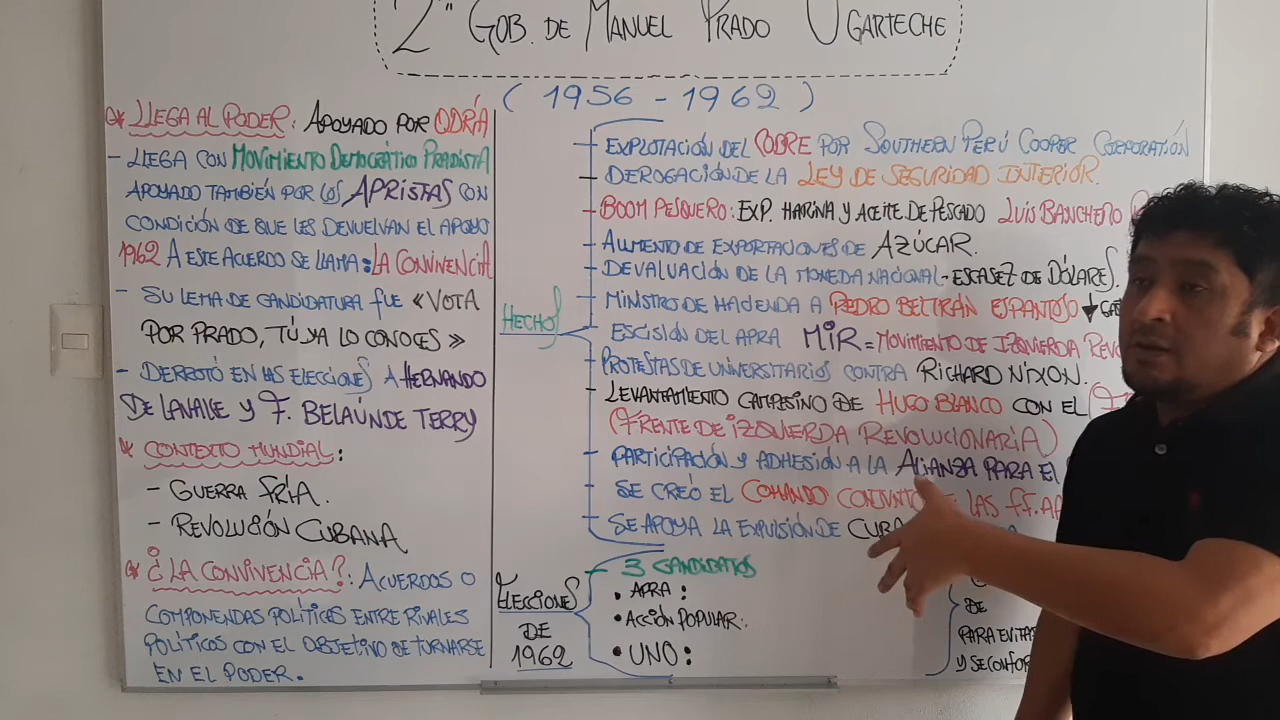 2° GOB. DE MANUEL PRADO UGARTECHE
(1956 - 1962)
* LLEGA AL PODER: APOYADO POR ODRÍA
- LLEGA CON MOVIMIENTO DEMOCRÁTICO PRADISTA
APOYADO TAMBIÉN POR LOS APRISTAS CON
CONDICIÓN DE QUE LES DEVUELVAN EL APOYO
1962 A ESTE ACUERDO SE LLAMA: LA CONVIVENCIA
- SU LEMA DE CANDIDATURA FUE «VOTA
POR PRADO, TÚ YA LO CONOCES»
- DERROTÓ EN LAS ELECCIONES A HERNANDO
DE LAVALLE Y F. BELAÚNDE TERRY
* CONTEXTO MUNDIAL:
- GUERRA FRÍA.
- REVOLUCIÓN CUBANA
* ¿LA CONVIVENCIA?: ACUERDOS O
COMPONENDAS POLÍTICAS ENTRE RIVALES
POLÍTICOS CON EL OBJETIVO DE TURNARSE
EN EL PODER.
HECHOS
- EXPLOTACIÓN DEL COBRE POR SOUTHERN PERÚ COOPER CORPORATIÓN
- DEROGACIÓN DE LA LEY DE SEGURIDAD INTERIOR.
- BOOM PESQUERO: EXP. HARINA Y ACEITE DE PESCADO LUIS BANCHERO
- AUMENTO DE EXPORTACIONES DE AZÚCAR.
- DEVALUACIÓN DE LA MONEDA NACIONAL - ESCASEZ DE DÓLARES.
- MINISTRO DE HACIENDA A PEDRO BELTRÁN ESPANTOSO ↓
ESCISIÓN DEL APRA MIR = MOVIMIENTO DE IZQUIERDA
- PROTESTAS DE UNIVERSITARIOS CONTRA RICHARD NIXON.
- LEVANTAMIENTO CAMPESINO DE HUGO BLANCO CON EL
(FRENTE DE IZQUIERDA REVOLUCIONARIA)
- PARTICIPACIÓN Y ADHESIÓN A LA ALIANZA PARA EL
- SE CREÓ EL COMANDO CONJUNTO DE LAS FF.AA
- SE APOYA LA EXPULSIÓN DE CUBA
ELECCIONES
DE
1962
3 CANDIDATOS
• APRA:
• ACCIÓN POPULAR:
• UNO:
DE
PARA EVITAR
Y SE CONFOR